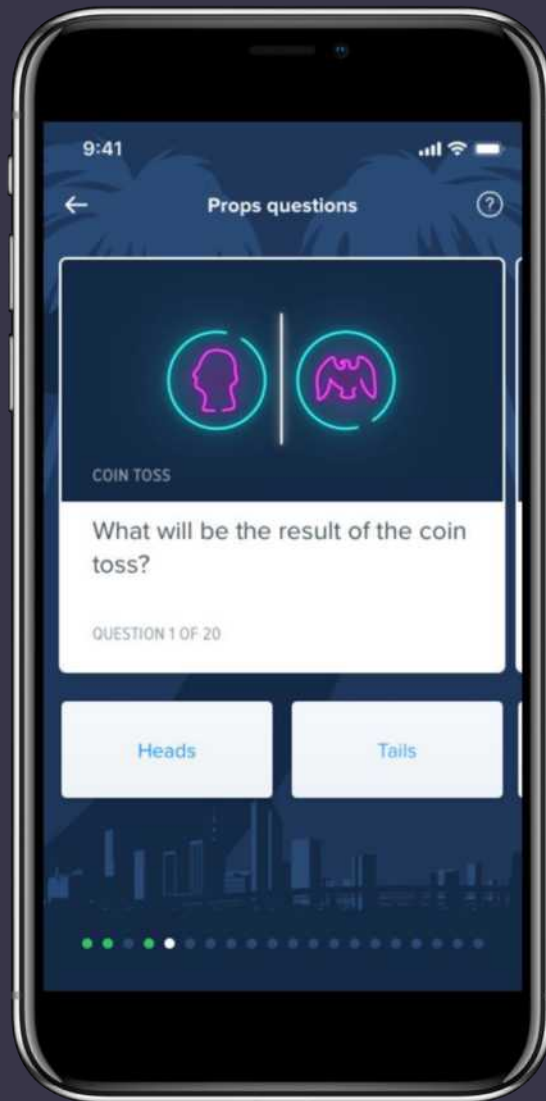 9:41
Props questions
?
COIN TOSS
What will be the result of the coin
toss?
QUESTION 1 OF 20
Heads
Tails